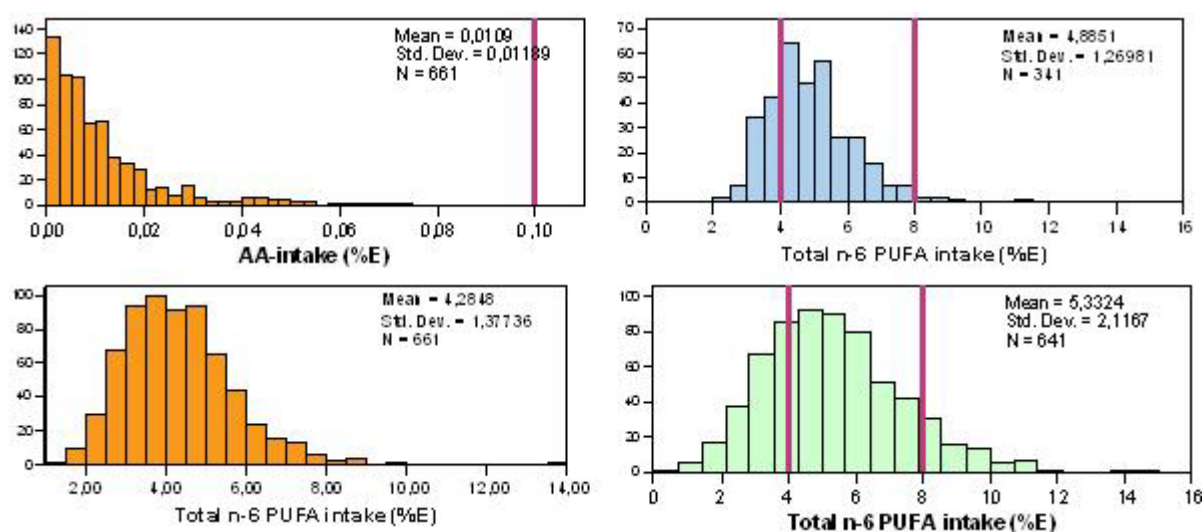 140
120
100
80
60
40
20
0
Mean = 0,0109
Std. Dev. = 0,01189
N = 661
0,00 0,02 0,04 0,06 0,08 0,10
AA-intake (%E)
70
60
50
40
30
20
10
0
Mean = 4,8851
Std. Dev. = 1,26981
N = 341
0 2 4 6 8 10 12 14 16
Total n-6 PUFA intake (%E)
100
80
60
40
20
0
Mean = 4,2848
Std. Dev. = 1,37736
N = 661
2,00 4,00 6,00 8,00 10,00 12,00 14,00
Total n-6 PUFA intake (%E)
100
80
60
40
20
0
Mean = 5,3324
Std. Dev. = 2,1167
N = 641
0 2 4 6 8 10 12 14 16
Total n-6 PUFA intake (%E)